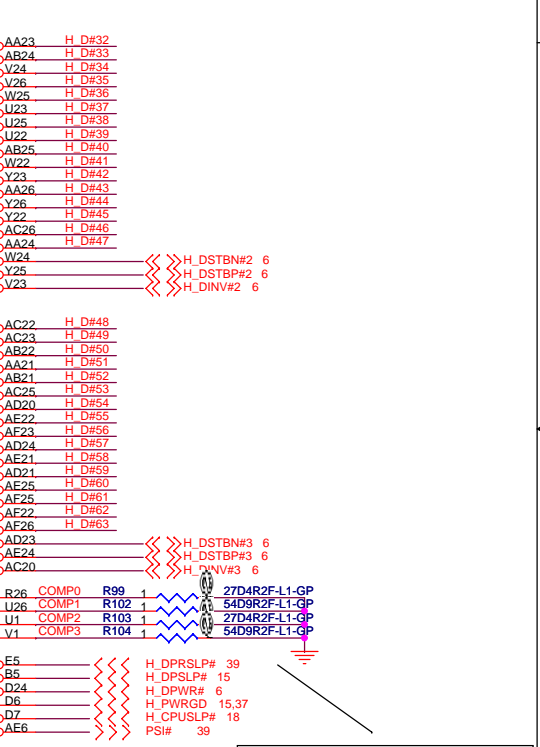 AA23 H_D#32
AB24 H_D#33
V24 H_D#34
V26 H_D#35
W25 H_D#36
U23 H_D#37
U25 H_D#38
U22 H_D#39
AB25 H_D#40
W22 H_D#41
Y23 H_D#42
AA26 H_D#43
Y26 H_D#44
Y22 H_D#45
AC26 H_D#46
AA24 H_D#47
W24 H_DSTBN#2 6
Y25 H_DSTBP#2 6
V23 H_DINV#2 6
AC22 H_D#48
AC23 H_D#49
AB22 H_D#50
AA21 H_D#51
AB21 H_D#52
AC25 H_D#53
AD20 H_D#54
AE22 H_D#55
AF23 H_D#56
AD24 H_D#57
AE21 H_D#58
AD21 H_D#59
AE25 H_D#60
AF25 H_D#61
AF22 H_D#62
AF26 H_D#63
AD23 H_DSTBN#3 6
AE24 H_DSTBP#3 6
AC20 H_DINV#3 6
R26 COMP0 R99 1 27D4R2F-L1-GP
U26 COMP1 R102 1 54D9R2F-L1-GP
U1 COMP2 R103 1 27D4R2F-L1-GP
V1 COMP3 R104 1 54D9R2F-L1-GP
E5 H_DPRSLP# 39
B5 H_DPSLP# 15
D24 H_DPWR# 6
D6 H_PWRGD 15,37
D7 H_CPUSLP# 18
AE6 PSI# 39